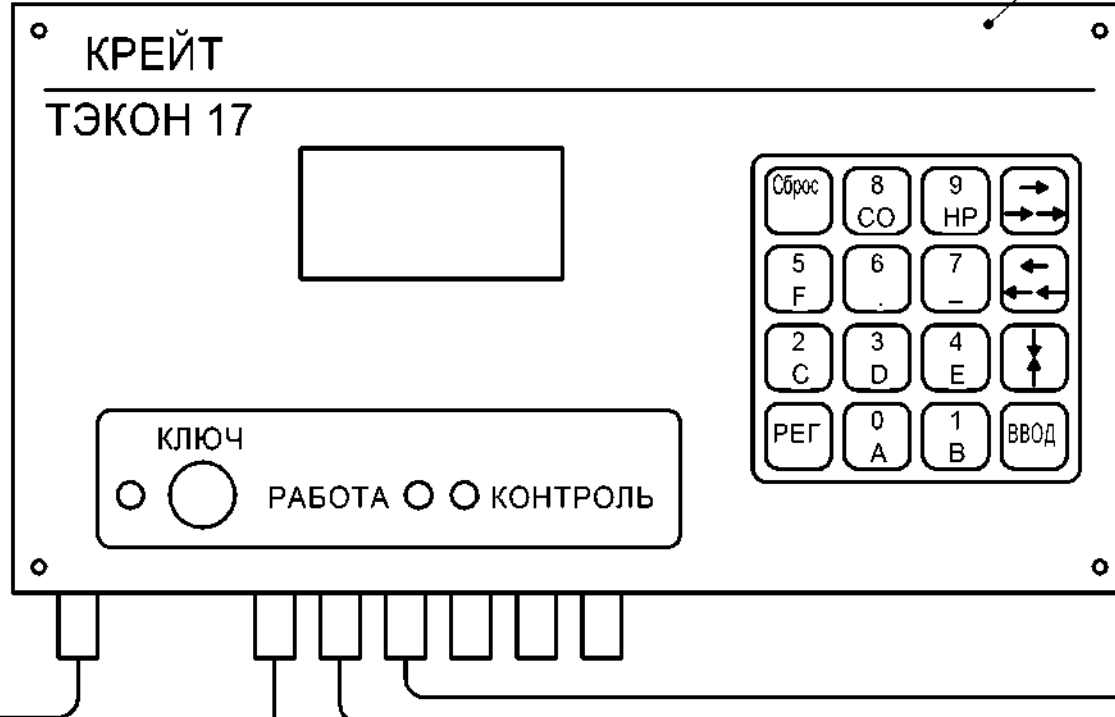 КРЕЙТ
ТЭКОН 17
Сброс 8 9
СО НР
5 6 7
F . –
2 3 4
C D E
РЕГ 0 1 ВВОД
A B
КЛЮЧ
РАБОТА КОНТРОЛЬ